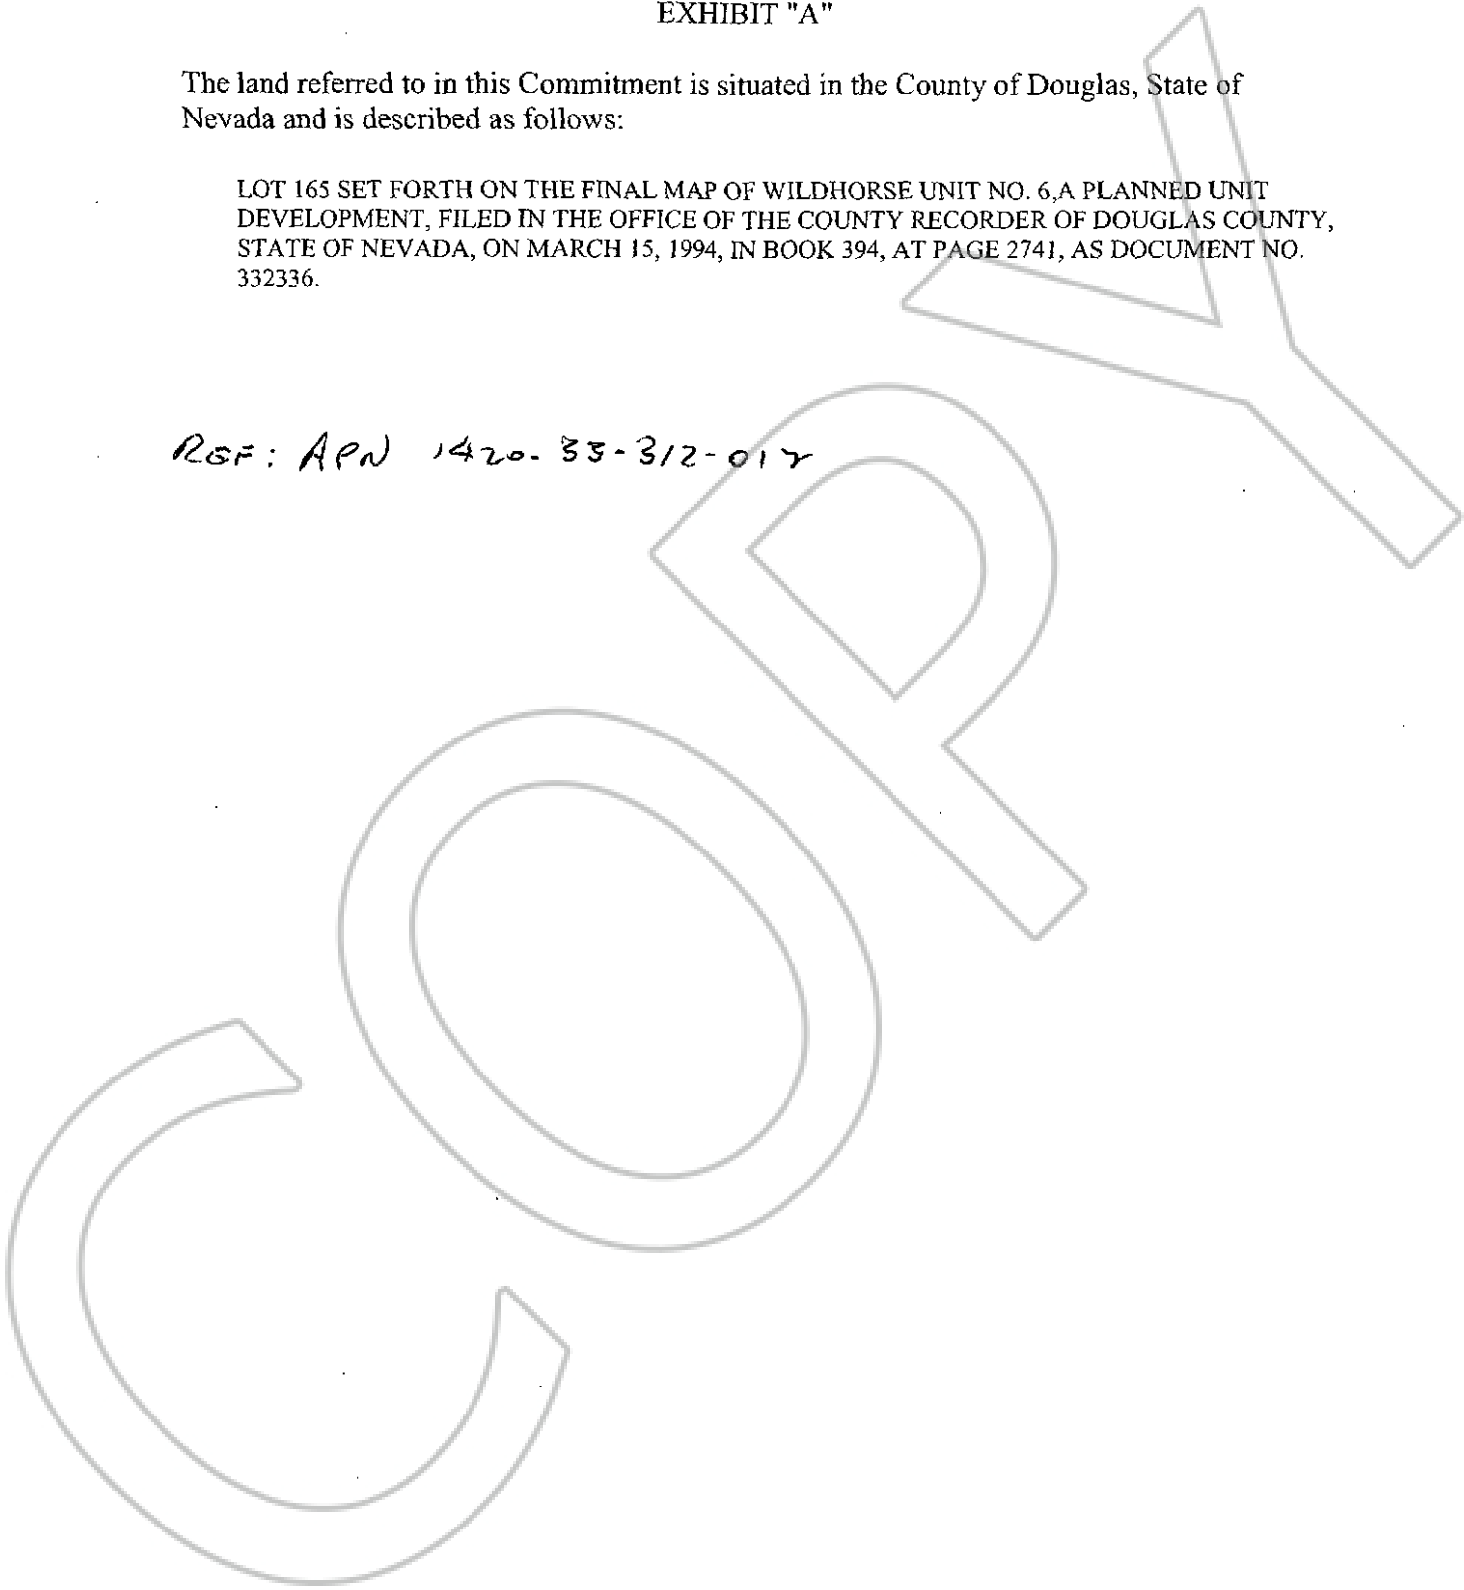 EXHIBIT "A"
The land referred to in this Commitment is situated in the County of Douglas, State of
Nevada and is described as follows:
LOT 165 SET FORTH ON THE FINAL MAP OF WILDHORSE UNIT NO. 6,A PLANNED UNIT
DEVELOPMENT, FILED IN THE OFFICE OF THE COUNTY RECORDER OF DOUGLAS COUNTY,
STATE OF NEVADA, ON MARCH 15, 1994, IN BOOK 394, AT PAGE 2741, AS DOCUMENT NO.
332336.
REF: APN 1420-33-312-012
COPY